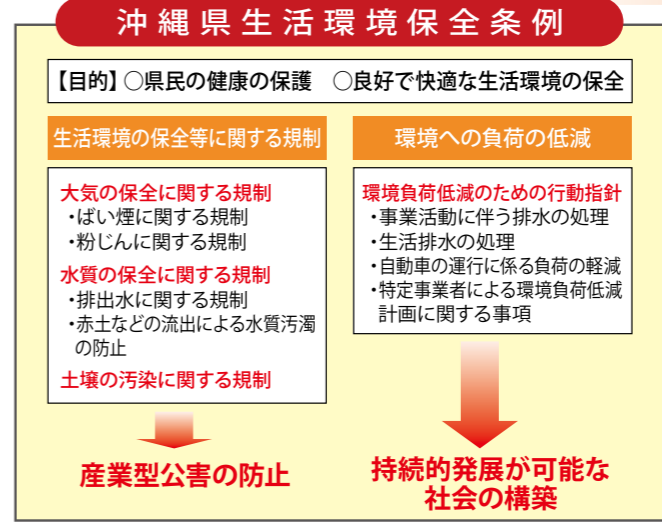 沖縄県生活環境保全条例
【目的】○県民の健康の保護　○良好で快適な生活環境の保全
生活環境の保全等に関する規制
大気の保全に関する規制
・ばい煙に関する規制
・粉じんに関する規制
水質の保全に関する規制
・排出水に関する規制
・赤土などの流出による水質汚濁
の防止
土壌の汚染に関する規制
産業型公害の防止
環境への負荷の低減
環境負荷低減のための行動指針
・事業活動に伴う排水の処理
・生活排水の処理
・自動車の運行に係る負荷の軽減
・特定事業者による環境負荷低減
計画に関する事項
持続的発展が可能な
社会の構築